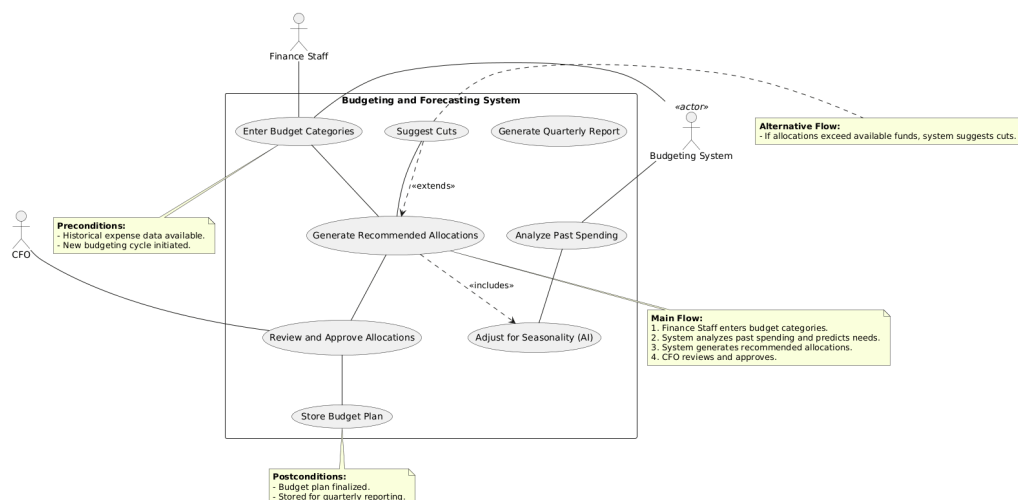 Finance Staff
Budgeting and Forecasting System
«actor»
Enter Budget Categories
Suggest Cuts
Generate Quarterly Report
Alternative Flow:
- If allocations exceed available funds, system suggests cuts.
Budgeting System
«extends»
Preconditions:
- Historical expense data available.
- New budgeting cycle initiated.
CFO
Generate Recommended Allocations
Analyze Past Spending
«includes»
Main Flow:
1. Finance Staff enters budget categories.
2. System analyzes past spending and predicts needs.
3. System generates recommended allocations.
4. CFO reviews and approves.
Review and Approve Allocations
Adjust for Seasonality (AI)
Store Budget Plan
Postconditions:
- Budget plan finalized.
- Stored for quarterly reporting.